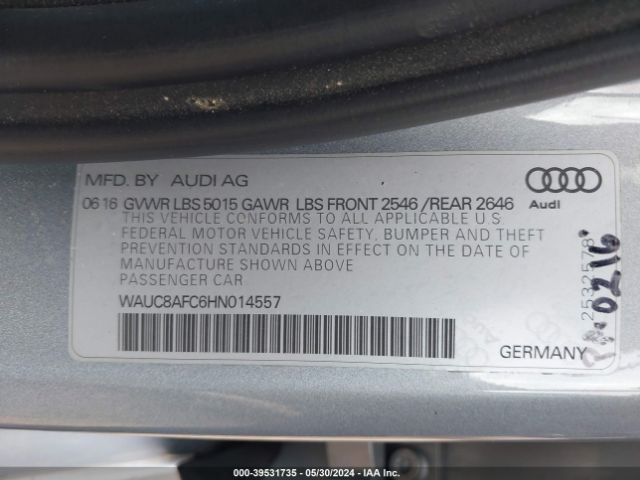 MFD. BY AUDI AG
Audi
06 16 GVWR LBS 5015 GAWR LBS FRONT 2546 /REAR 2646
THIS VEHICLE CONFORMS TO ALL APPLICABLE U S
FEDERAL MOTOR VEHICLE SAFETY, BUMPER AND THEFT
PREVENTION STANDARDS IN EFFECT ON THE DATE OF
MANUFACTURE SHOWN ABOVE
PASSENGER CAR
WAUC8AFC6HN014557
GERMANY
2532578*
000-39531735 - 05/30/2024 - IAA Inc.